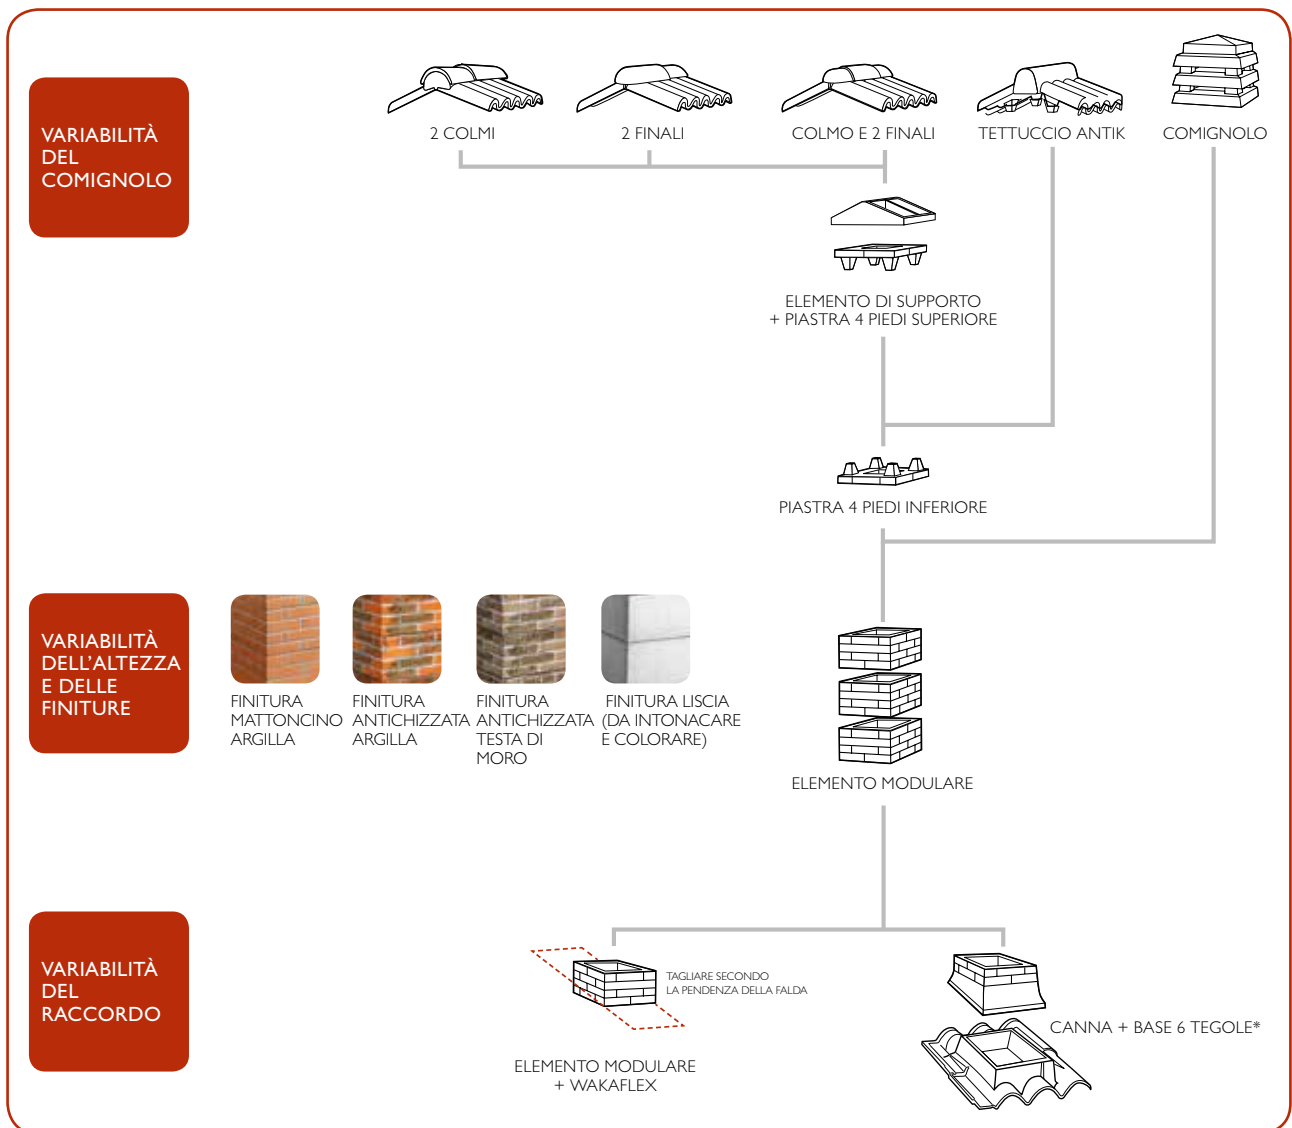 VARIABILITÀ
DEL
COMIGNOLO
2 COLMI
2 FINALI
COLMO E 2 FINALI
TETTUCCIO ANTIK
COMIGNOLO
ELEMENTO DI SUPPORTO
+ PIASTRA 4 PIEDI SUPERIORE
PIASTRA 4 PIEDI INFERIORE
VARIABILITÀ
DELL'ALTEZZA
E DELLE
FINITURE
FINITURA
MATTONCINO
ARGILLA
FINITURA
ANTICHIZZATA
ARGILLA
FINITURA
ANTICHIZZATA
TESTA DI
MORO
FINITURA LISCIA
(DA INTONACARE
E COLORARE)
ELEMENTO MODULARE
VARIABILITÀ
DEL
RACCORDO
TAGLIARE SECONDO
LA PENDENZA DELLA FALDA
ELEMENTO MODULARE
+ WAKAFLEX
CANNA + BASE 6 TEGOLE*